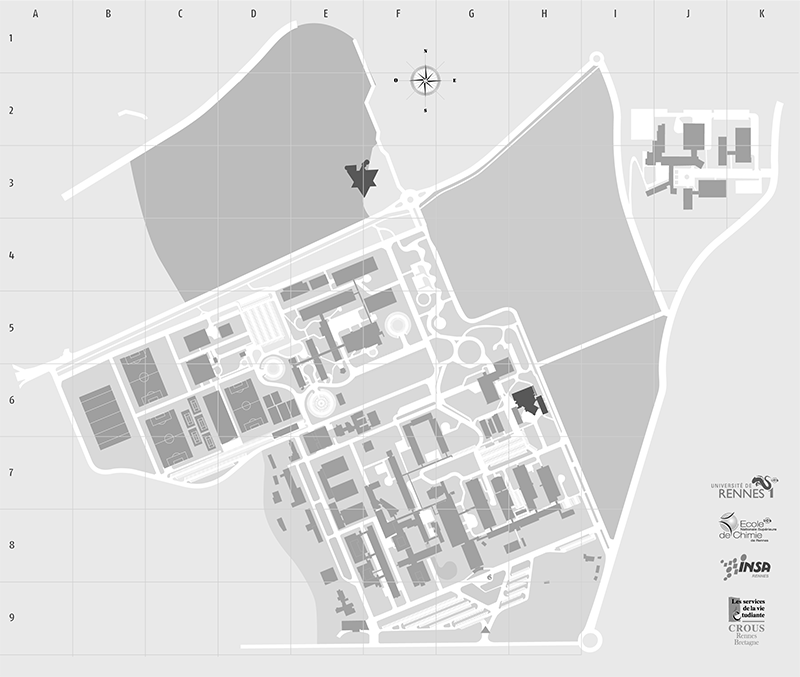 A B C D E F G H I J K
1
N
O E
S
2
3
4
5
6
7
UNIVERSITÉ DE
RENNES 1
8
Ecole
Nationale Supérieure
de Chimie
de Rennes
INSA
RENNES
9
Les services
de la vie
étudiante
CROUS
Rennes
Bretagne